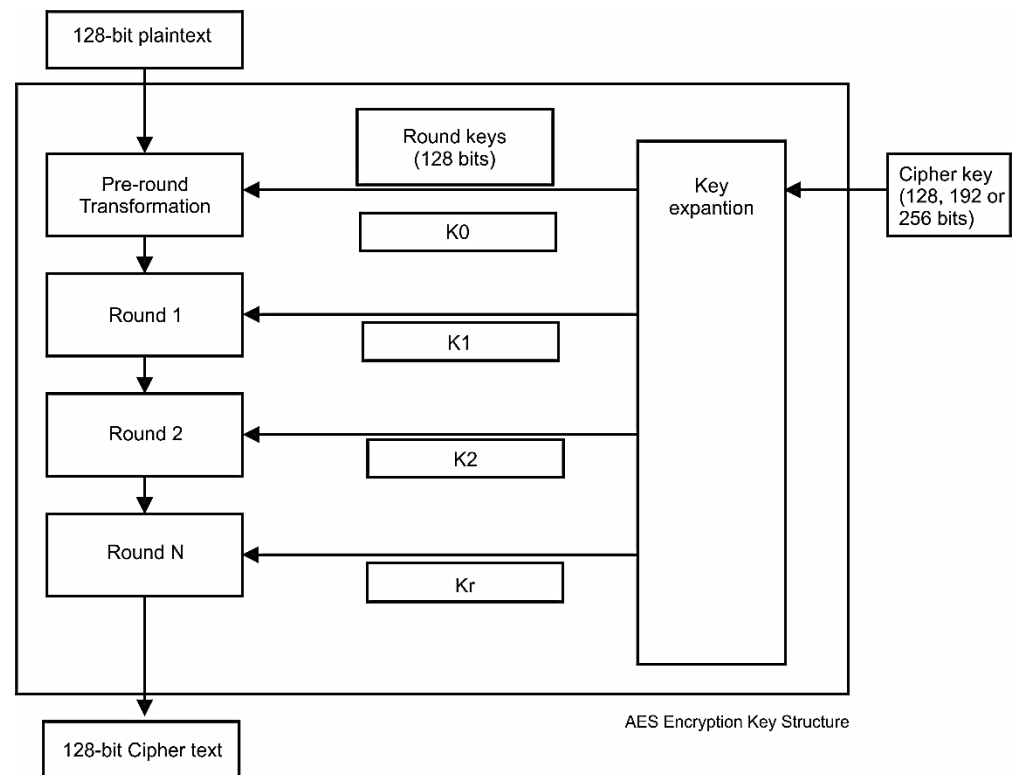 128-bit plaintext
Round keys
(128 bits)
Pre-round
Transformation
Key
expantion
Cipher key
(128, 192 or
256 bits)
K0
Round 1
K1
Round 2
K2
Round N
Kr
AES Encryption Key Structure
128-bit Cipher text